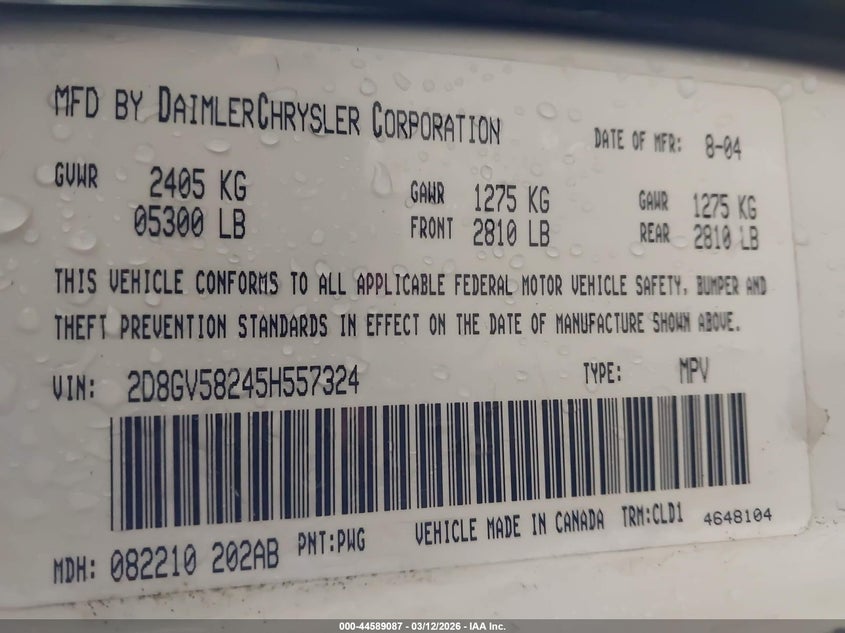 MFD BY DAIMLERCHRYSLER CORPORATION
DATE OF MFR: 8-04
GVWR 2405 KG GAWR 1275 KG GAWR 1275 KG
05300 LB FRONT 2810 LB REAR 2810 LB
THIS VEHICLE CONFORMS TO ALL APPLICABLE FEDERAL MOTOR VEHICLE SAFETY, BUMPER AND
THEFT PREVENTION STANDARDS IN EFFECT ON THE DATE OF MANUFACTURE SHOWN ABOVE.
VIN: 2D8GV58245H557324 TYPE: MPV
MDH: 082210 202AB PNT:PWG VEHICLE MADE IN CANADA TRM:CLD1 4648104
000-44589087 - 03/12/2026 - IAA Inc.